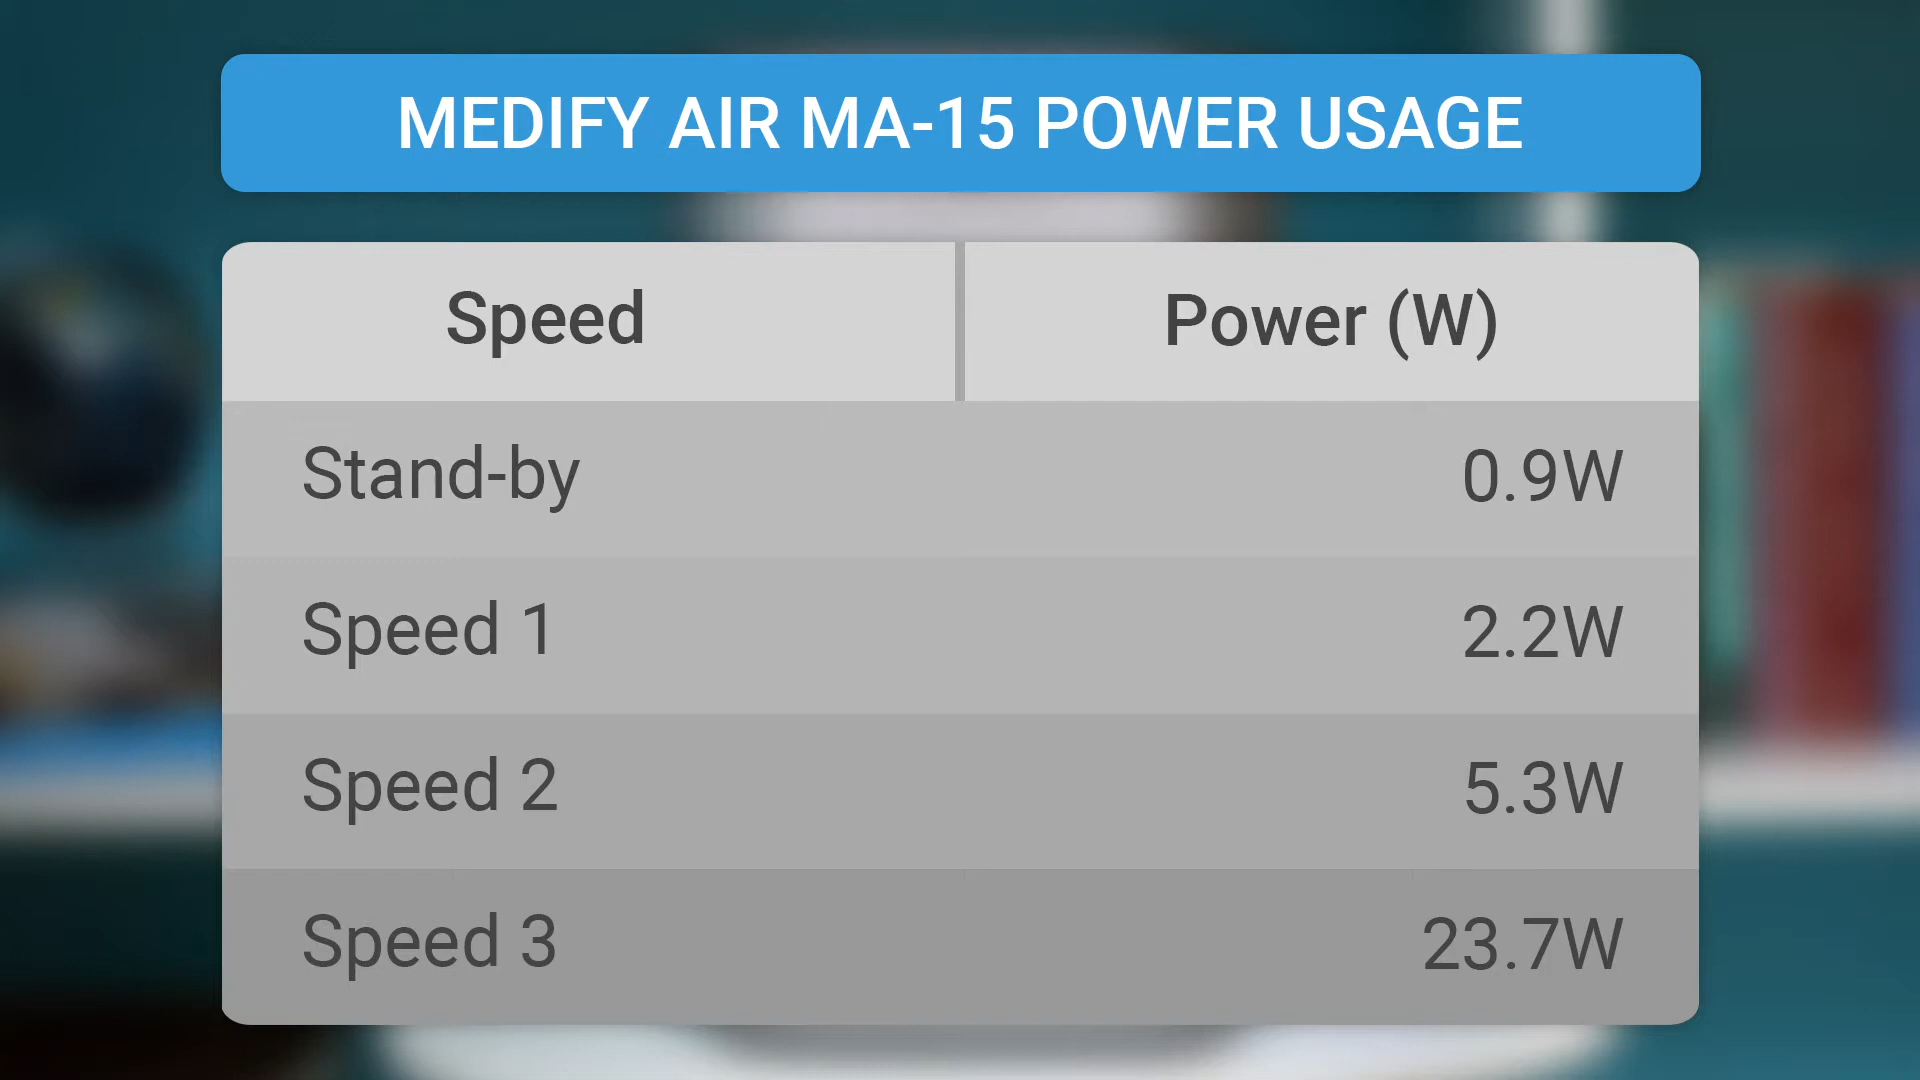 MEDIFY AIR MA-15 POWER USAGE
Speed Power (W)
Stand-by 0.9W
Speed 1 2.2W
Speed 2 5.3W
Speed 3 23.7W